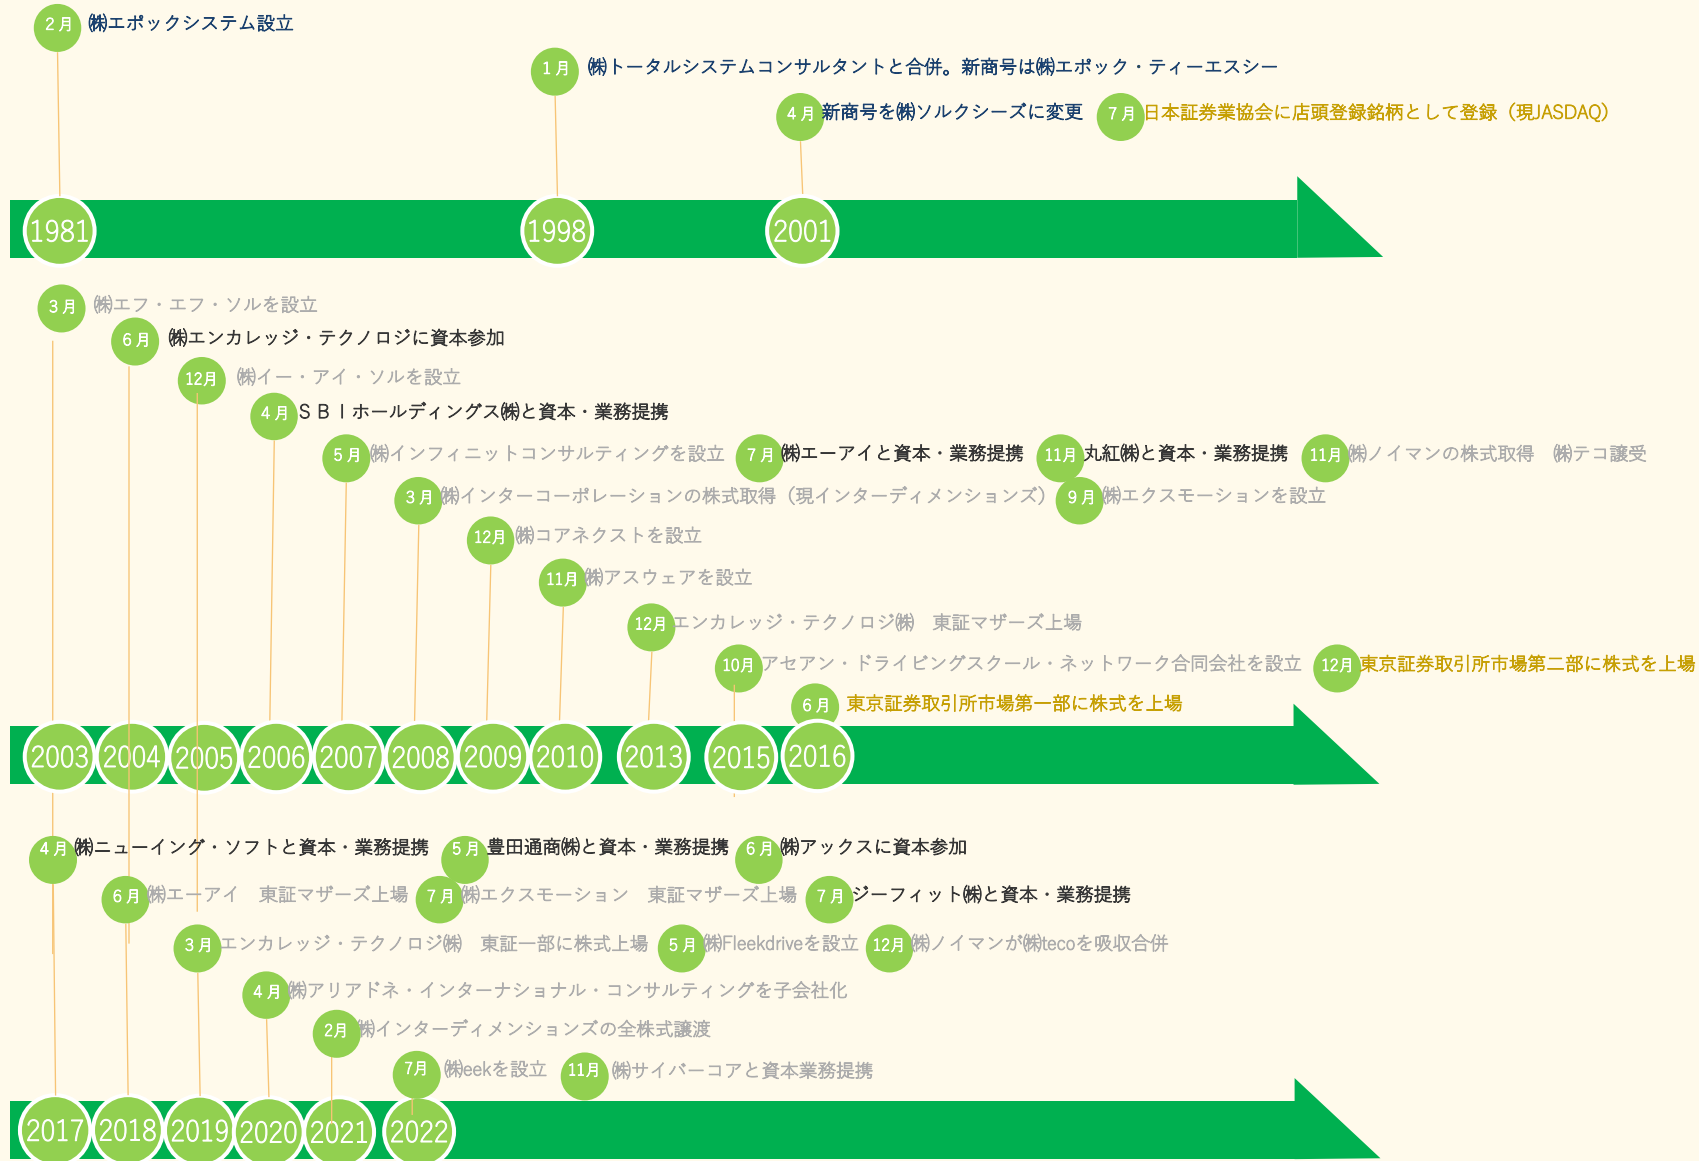 2月 ㈱エポックシステム設立
1月 ㈱トータルシステムコンサルタントと合併。新商号は㈱エポック・ティーエスシー
4月 新商号を㈱ソルクシーズに変更 7月 日本証券業協会に店頭登録銘柄として登録（現JASDAQ）
1981 1998 2001
3月 ㈱エフ・エフ・ソルを設立
6月 ㈱エンカレッジ・テクノロジに資本参加
12月 ㈱イー・アイ・ソルを設立
4月 ＳＢＩホールディングス㈱と資本・業務提携
5月 ㈱インフィニットコンサルティングを設立 7月 ㈱エーアイと資本・業務提携 11月 丸紅㈱と資本・業務提携 11月 ㈱ノイマンの株式取得　㈱テコ譲受
3月 ㈱インターコーポレーションの株式取得（現インターディメンションズ） 9月 ㈱エクスモーションを設立
12月 ㈱コアネクストを設立
11月 ㈱アスウェアを設立
12月 エンカレッジ・テクノロジ㈱　東証マザーズ上場
10月 アセアン・ドライビングスクール・ネットワーク合同会社を設立 12月 東京証券取引所市場第二部に株式を上場
6月 東京証券取引所市場第一部に株式を上場
2003 2004 2005 2006 2007 2008 2009 2010 2013 2015 2016
4月 ㈱ニューイング・ソフトと資本・業務提携 5月 豊田通商㈱と資本・業務提携 6月 ㈱アックスに資本参加
6月 ㈱エーアイ　東証マザーズ上場 7月 ㈱エクスモーション　東証マザーズ上場 7月 ジーフィット㈱と資本・業務提携
3月 エンカレッジ・テクノロジ㈱　東証一部に株式上場 5月 ㈱Fleekdriveを設立 12月 ㈱ノイマンが㈱tecoを吸収合併
4月 ㈱アリアドネ・インターナショナル・コンサルティングを子会社化
2月 ㈱インターディメンションズの全株式譲渡
7月 ㈱eekを設立 11月 ㈱サイバーコアと資本業務提携
2017 2018 2019 2020 2021 2022